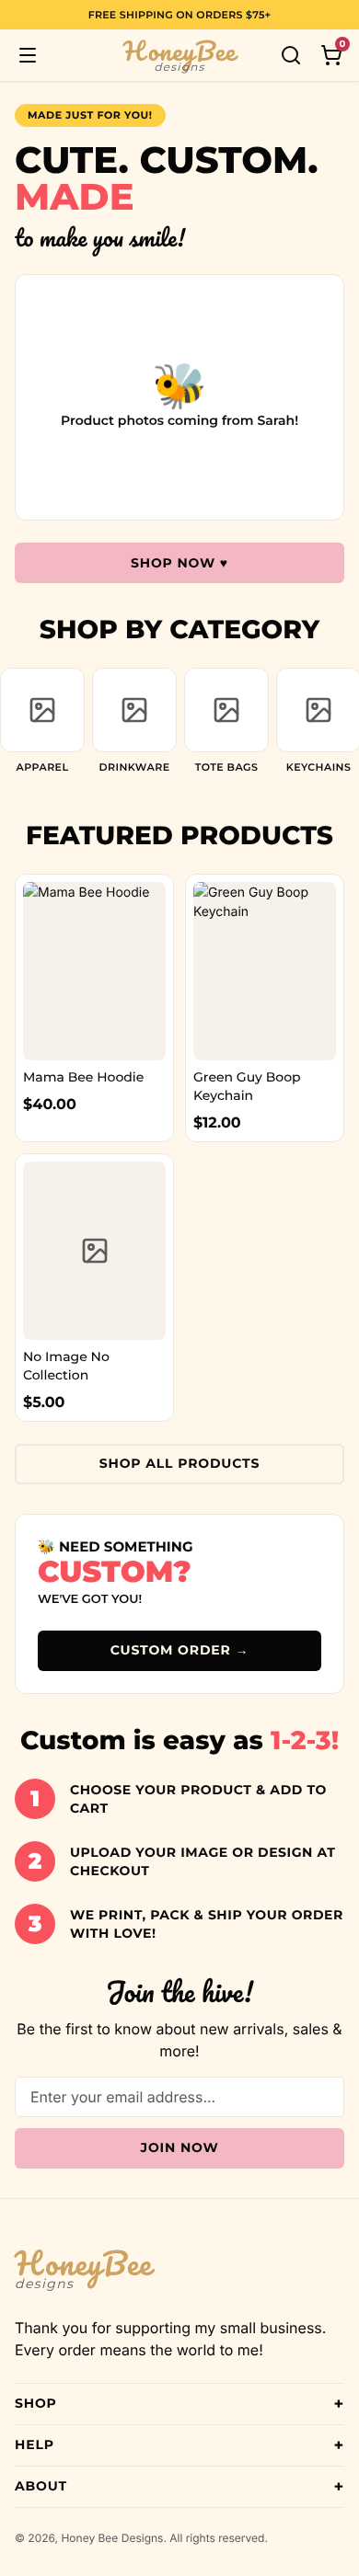 FREE SHIPPING ON ORDERS $75+
HoneyBee
designs
0
MADE JUST FOR YOU!
CUTE. CUSTOM.
MADE
to make you smile!
Product photos coming from Sarah!
SHOP NOW ♥
SHOP BY CATEGORY
APPAREL
DRINKWARE
TOTE BAGS
KEYCHAINS
FEATURED PRODUCTS
Mama Bee Hoodie
Mama Bee Hoodie
$40.00
Green Guy Boop
Keychain
Green Guy Boop
Keychain
$12.00
No Image No
Collection
$5.00
SHOP ALL PRODUCTS
🐝 NEED SOMETHING
CUSTOM?
WE'VE GOT YOU!
CUSTOM ORDER →
Custom is easy as 1-2-3!
1
CHOOSE YOUR PRODUCT & ADD TO
CART
2
UPLOAD YOUR IMAGE OR DESIGN AT
CHECKOUT
3
WE PRINT, PACK & SHIP YOUR ORDER
WITH LOVE!
Join the hive!
Be the first to know about new arrivals, sales &
more!
Enter your email address...
JOIN NOW
HoneyBee
designs
Thank you for supporting my small business.
Every order means the world to me!
SHOP +
HELP +
ABOUT +
© 2026, Honey Bee Designs. All rights reserved.